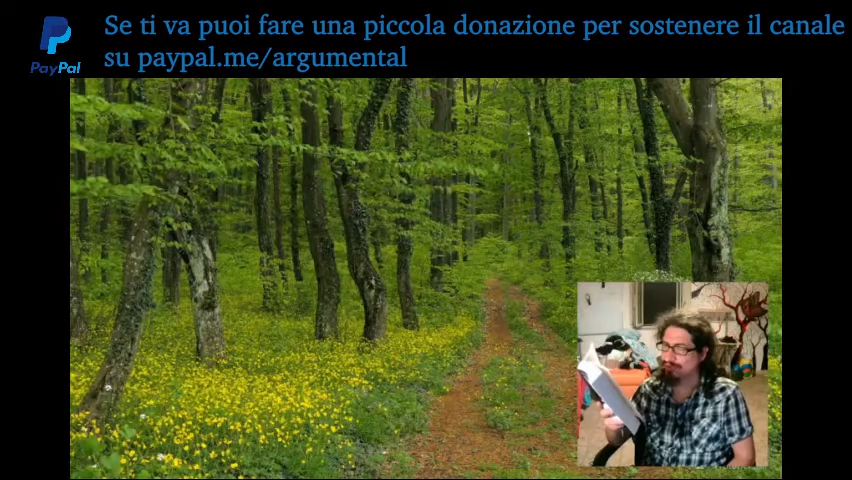 Se ti va puoi fare una piccola donazione per sostenere il canale
su paypal.me/argumental
PayPal